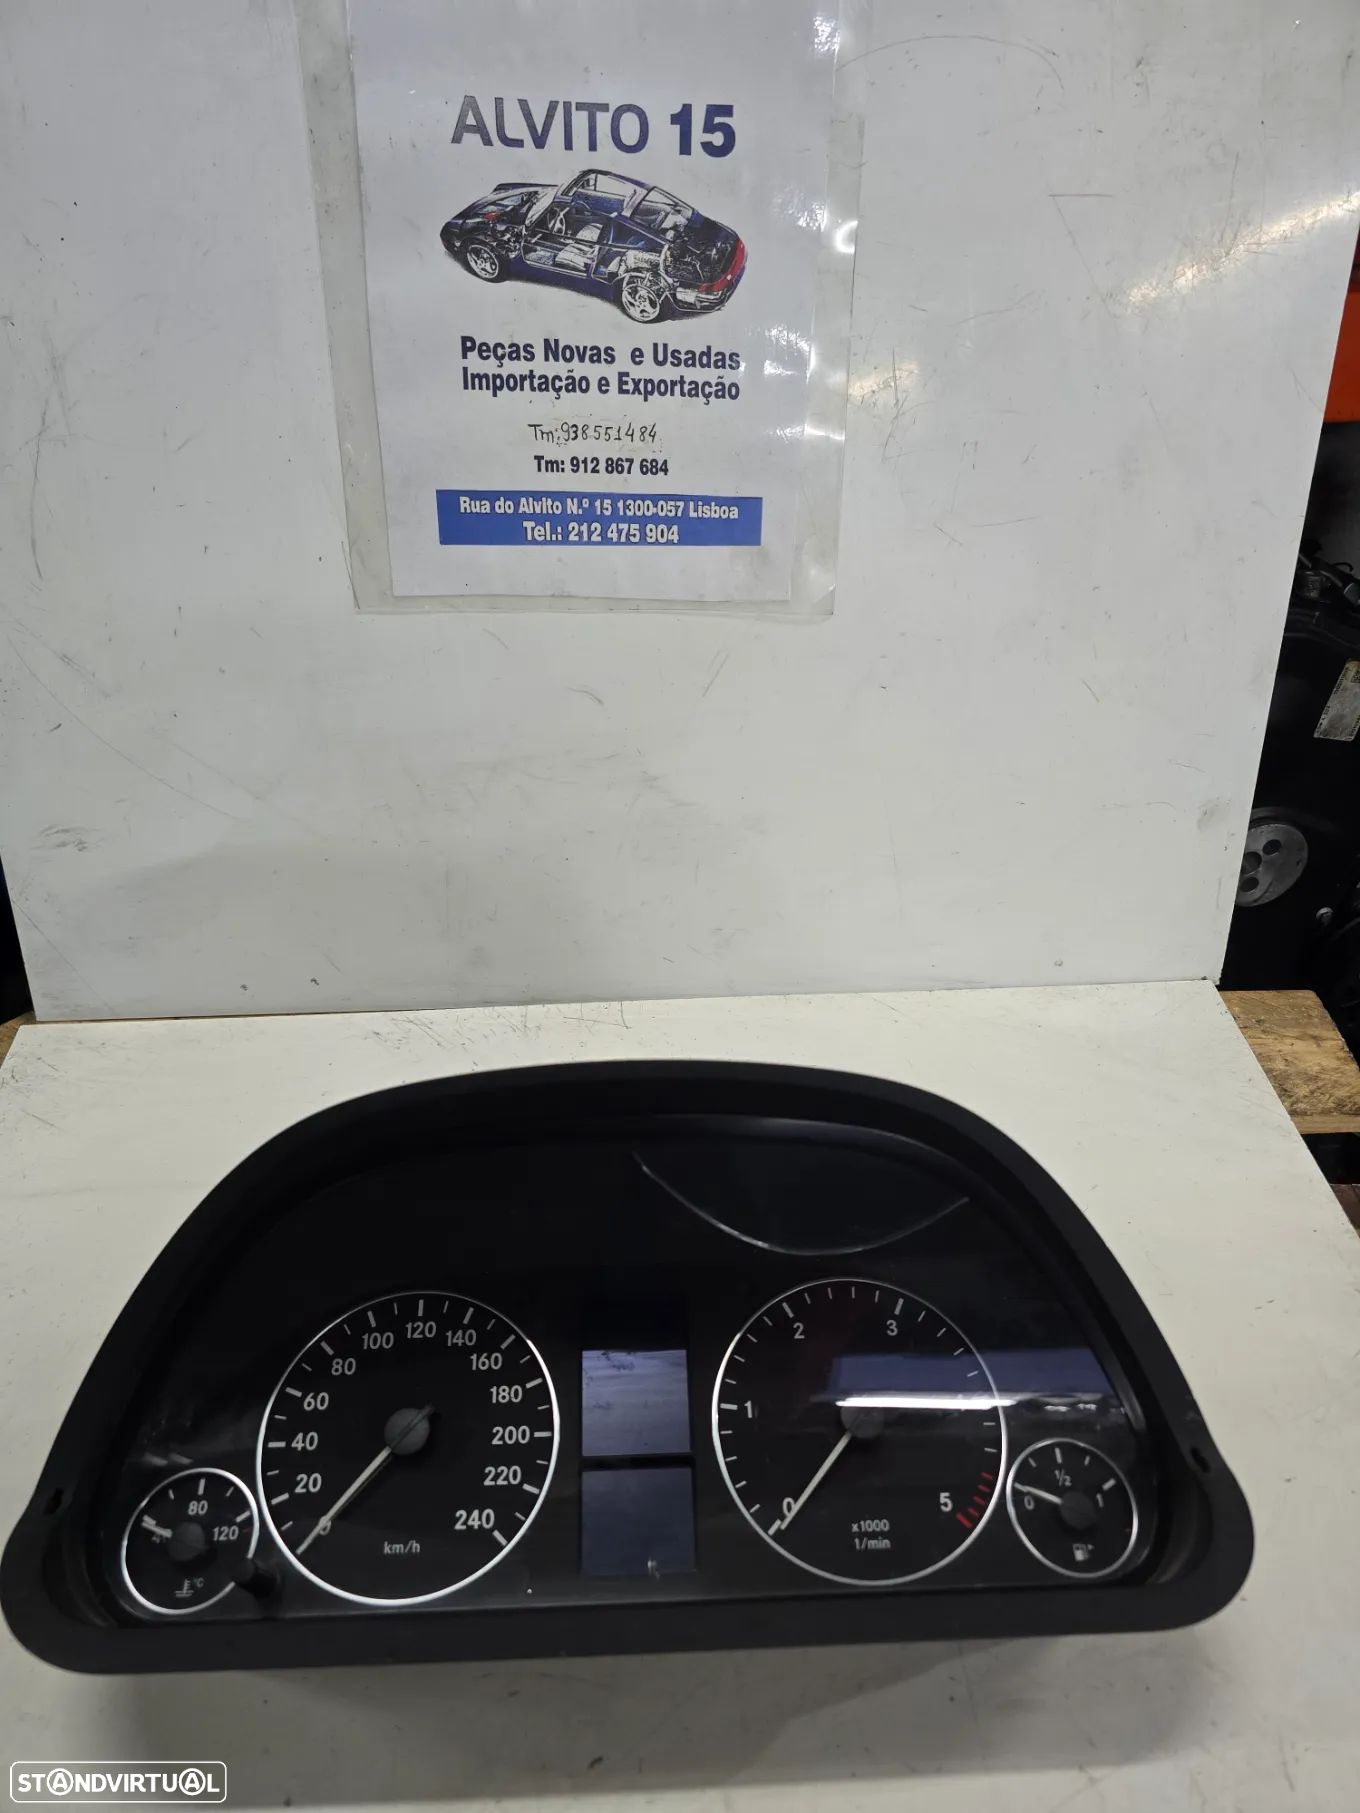 ALVITO 15
Peças Novas e Usadas
Importação e Exportação
Tm: 938551484
Tm: 912 867 684
Rua do Alvito N.º 15 1300-057 Lisboa
Tel.: 212 475 904
0 20 40 60 80 100 120 140 160 180 200 220 240
km/h
0 1 2 3 5
x1000
1/min
80
120
°C
0 1/2 1
STANDVIRTUAL